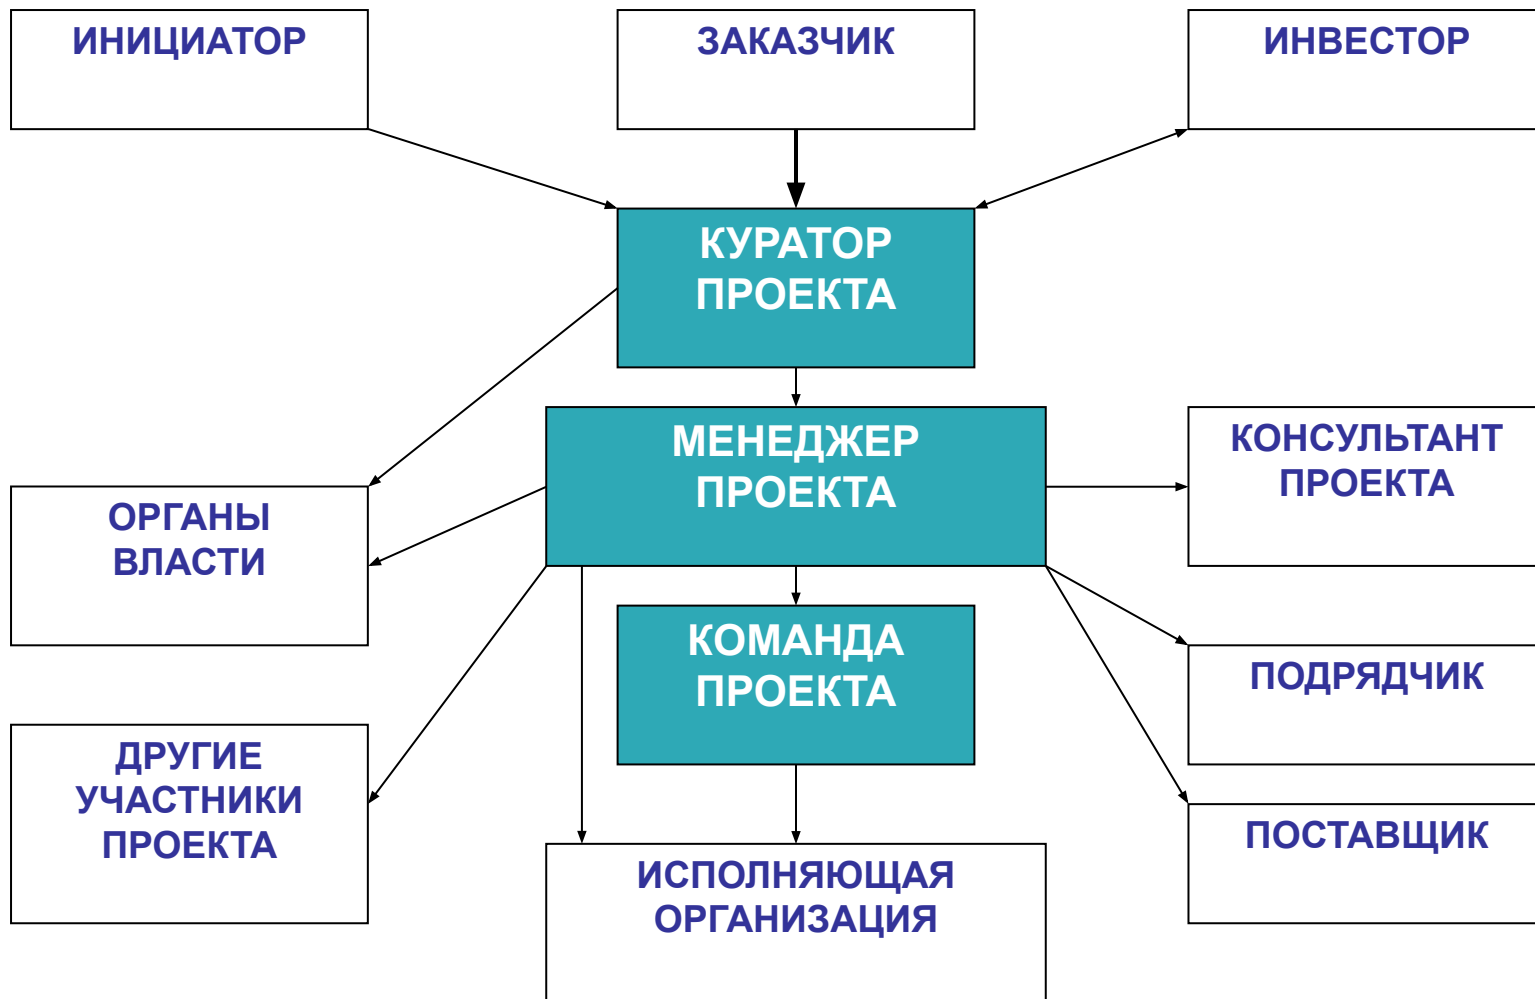 ИНИЦИАТОР
ЗАКАЗЧИК
ИНВЕСТОР
КУРАТОР
ПРОЕКТА
МЕНЕДЖЕР
ПРОЕКТА
КОНСУЛЬТАНТ
ПРОЕКТА
ОРГАНЫ
ВЛАСТИ
КОМАНДА
ПРОЕКТА
ПОДРЯДЧИК
ДРУГИЕ
УЧАСТНИКИ
ПРОЕКТА
ПОСТАВЩИК
ИСПОЛНЯЮЩАЯ
ОРГАНИЗАЦИЯ